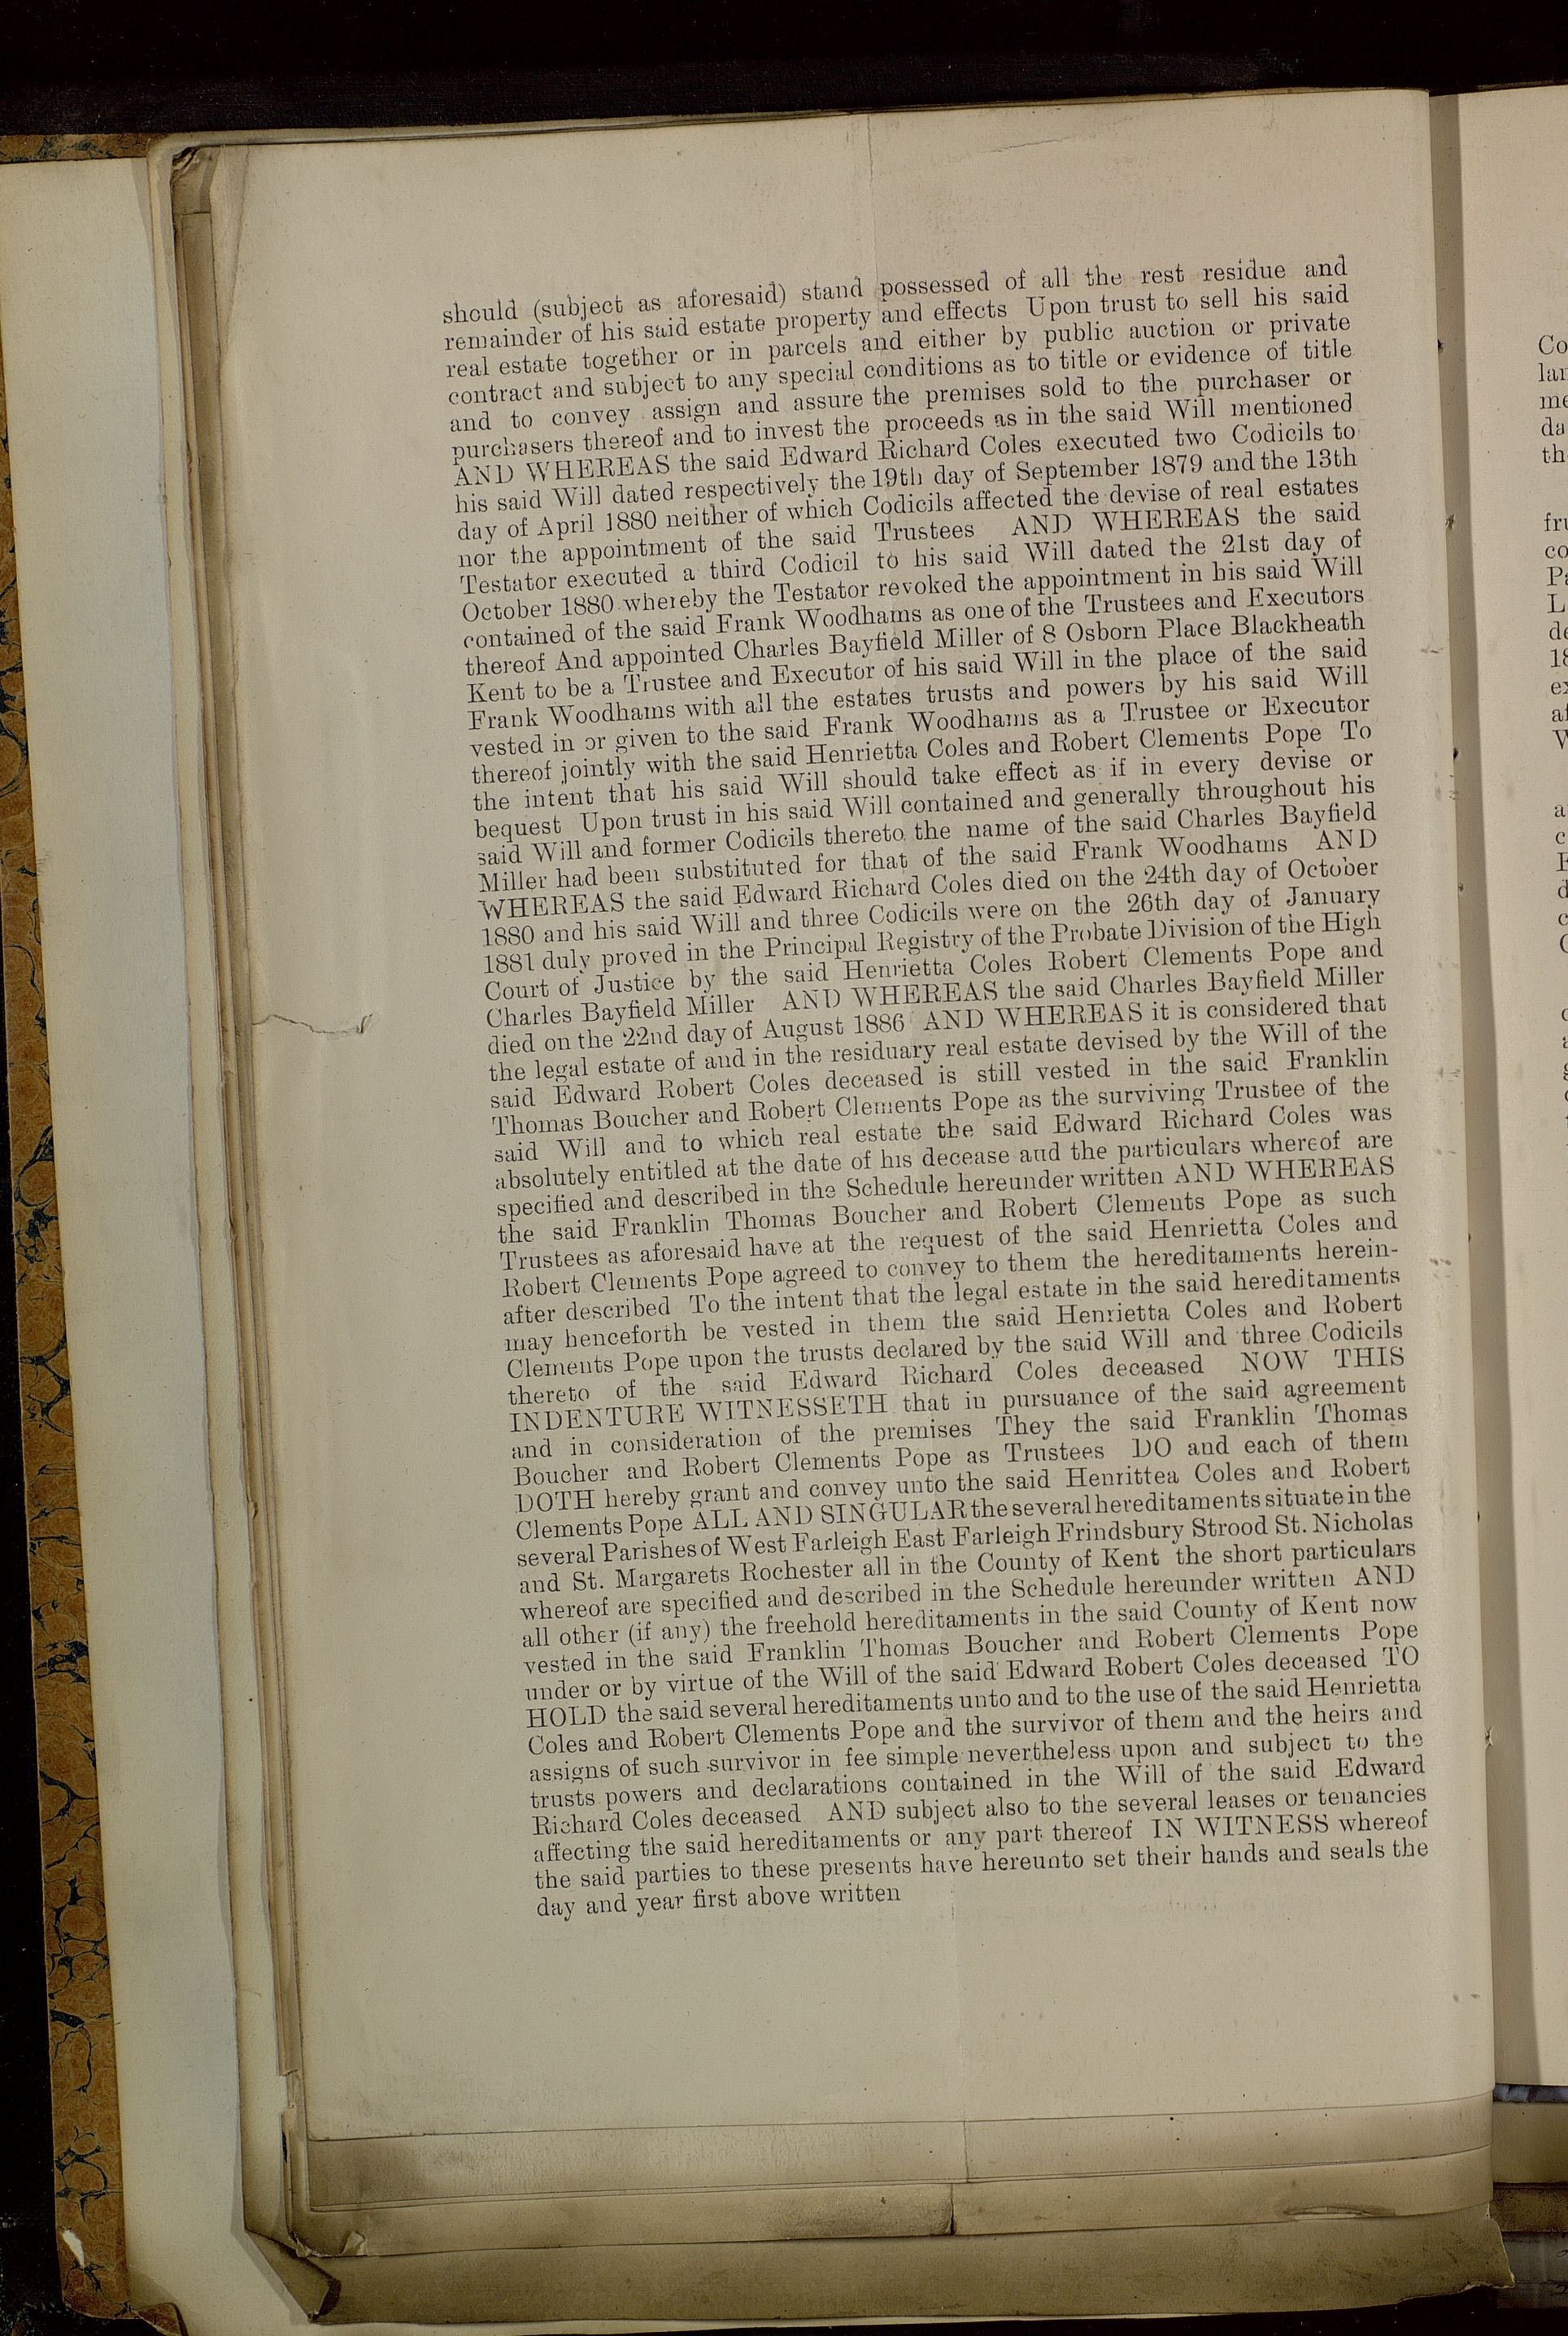 should (subject as aforesaid) stand possessed of all the rest residue and
remainder of his said estate property and effects Upon trust to sell his said
real estate together or in parcels and either by public auction or private
contract and subject to any special conditions as to title or evidence of title
and to convey assign and assure the premises sold to the purchaser or
purchasers thereof and to invest the proceeds as in the said Will mentioned
AND WHEREAS the said Edward Richard Coles executed two Codicils to
his said Will dated respectively the 19th day of September 1879 and the 13th
day of April 1880 neither of which Codicils affected the devise of real estates
nor the appointment of the said Trustees AND WHEREAS the said
Testator executed a third Codicil to his said Will dated the 21st day of
October 1880 whereby the Testator revoked the appointment in his said Will
contained of the said Frank Woodhams as one of the Trustees and Executors
thereof And appointed Charles Bayfield Miller of 8 Osborn Place Blackheath
Kent to be a Trustee and Executor of his said Will in the place of the said
Frank Woodhams with all the estates trusts and powers by his said Will
vested in or given to the said Frank Woodhams as a Trustee or Executor
thereof jointly with the said Henrietta Coles and Robert Clements Pope To
the intent that his said Will should take effect as if in every devise or
bequest Upon trust in his said Will contained and generally throughout his
said Will and former Codicils thereto the name of the said Charles Bayfield
Miller had been substituted for that of the said Frank Woodhams AND
WHEREAS the said Edward Richard Coles died on the 24th day of October
1880 and his said Will and three Codicils were on the 26th day of January
1881 duly proved in the Principal Registry of the Probate Division of the High
Court of Justice by the said Henrietta Coles Robert Clements Pope and
Charles Bayfield Miller AND WHEREAS the said Charles Bayfield Miller
died on the 22nd day of August 1886 AND WHEREAS it is considered that
the legal estate of and in the residuary real estate devised by the Will of the
said Edward Robert Coles deceased is still vested in the said Franklin
Thomas Boucher and Robert Clements Pope as the surviving Trustee of the
said Will and to which real estate the said Edward Richard Coles was
absolutely entitled at the date of his decease and the particulars whereof are
specified and described in the Schedule hereunder written AND WHEREAS
the said Franklin Thomas Boucher and Robert Clements Pope as such
Trustees as aforesaid have at the request of the said Henrietta Coles and
Robert Clements Pope agreed to convey to them the hereditaments herein-
after described To the intent that the legal estate in the said hereditaments
may henceforth be vested in them the said Henrietta Coles and Robert
Clements Pope upon the trusts declared by the said Will and three Codicils
thereto of the said Edward Richard Coles deceased NOW THIS
INDENTURE WITNESSETH that in pursuance of the said agreement
and in consideration of the premises They the said Franklin Thomas
Boucher and Robert Clements Pope as Trustees DO and each of them
DOTH hereby grant and convey unto the said Henrittea Coles and Robert
Clements Pope ALL AND SINGULAR the several hereditaments situate in the
several Parishes of West Farleigh East Farleigh Frindsbury Strood St. Nicholas
and St. Margarets Rochester all in the County of Kent the short particulars
whereof are specified and described in the Schedule hereunder written AND
all other (if any) the freehold hereditaments in the said County of Kent now
vested in the said Franklin Thomas Boucher and Robert Clements Pope
under or by virtue of the Will of the said Edward Robert Coles deceased TO
HOLD the said several hereditaments unto and to the use of the said Henrietta
Coles and Robert Clements Pope and the survivor of them and the heirs and
assigns of such survivor in fee simple nevertheless upon and subject to the
trusts powers and declarations contained in the Will of the said Edward
Richard Coles deceased AND subject also to the several leases or tenancies
affecting the said hereditaments or any part thereof IN WITNESS whereof
the said parties to these presents have hereunto set their hands and seals the
day and year first above written